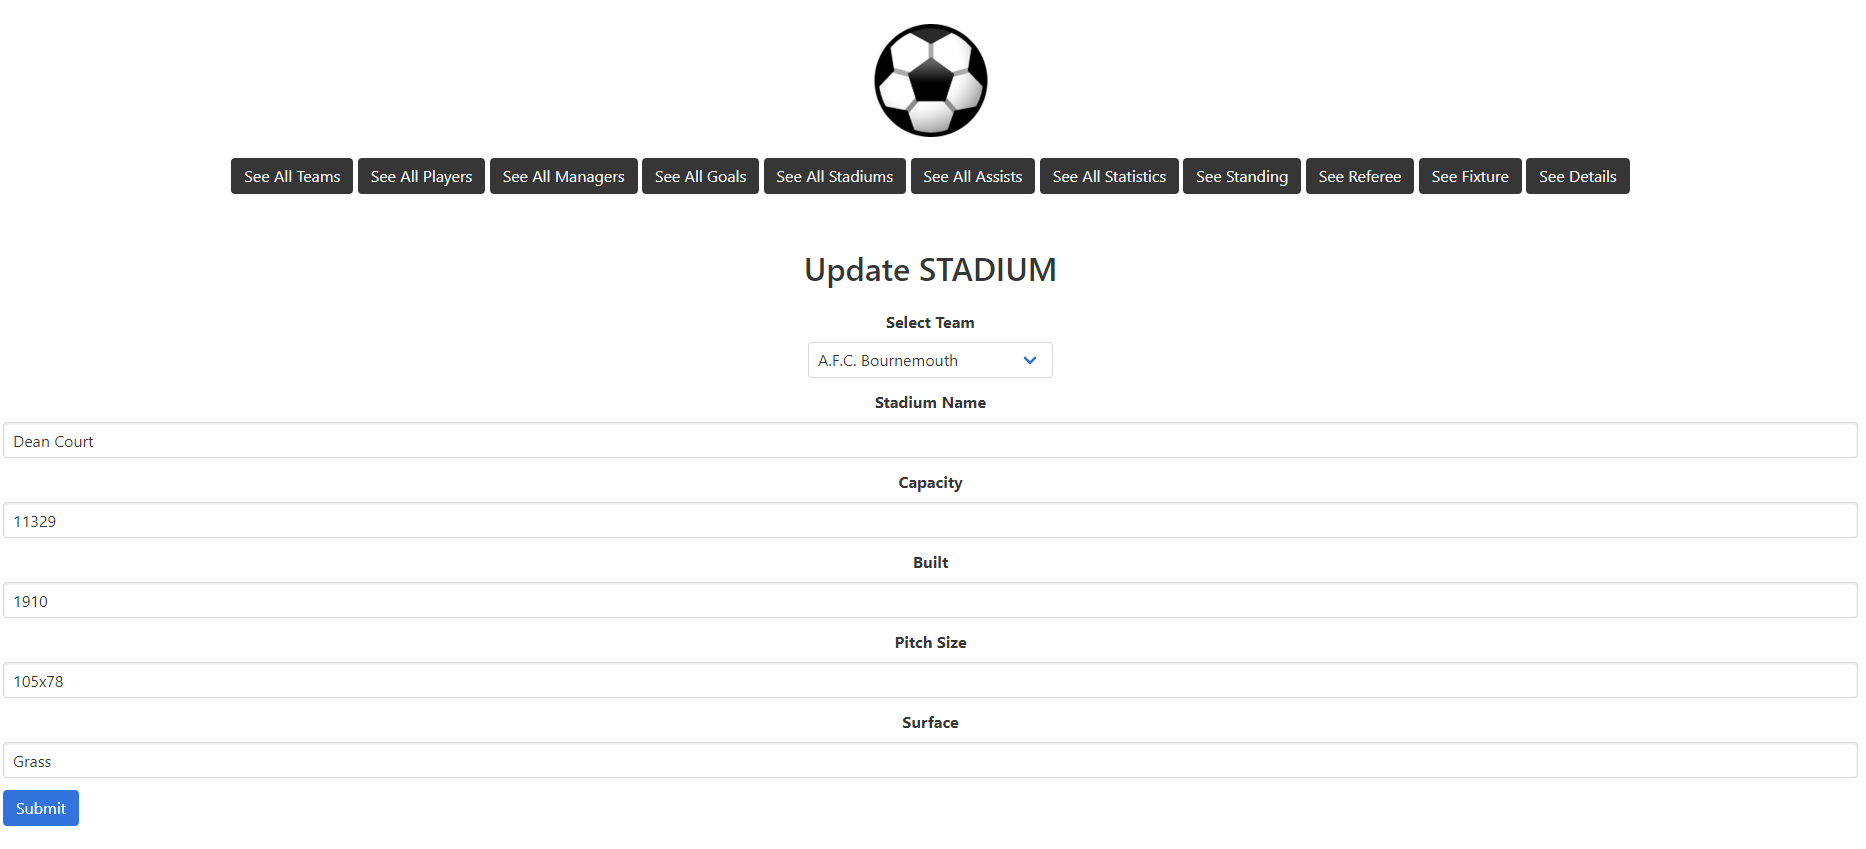 See All Teams See All Players See All Managers See All Goals See All Stadiums See All Assists See All Statistics See Standing See Referee See Fixture See Details
Update STADIUM
Select Team
A.F.C. Bournemouth
Stadium Name
Dean Court
Capacity
11329
Built
1910
Pitch Size
105x78
Surface
Grass
Submit